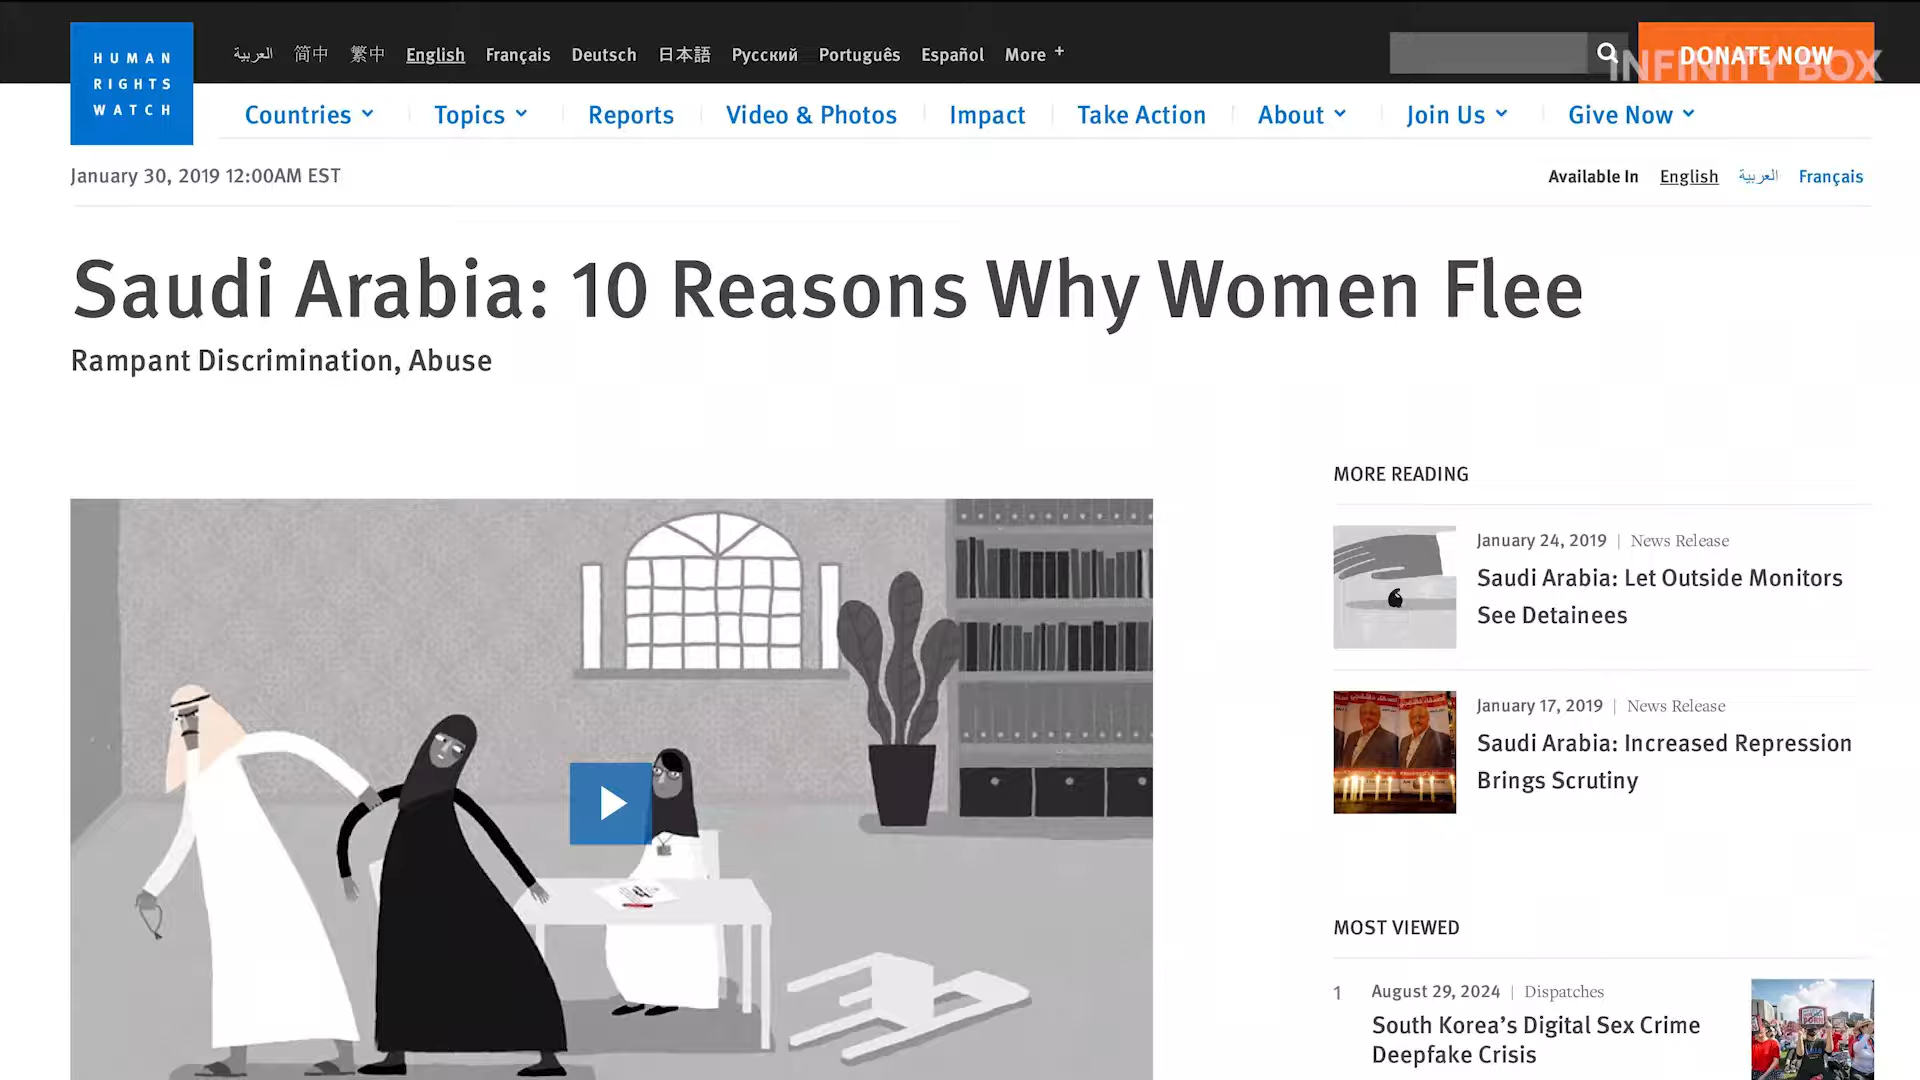 HUMAN
RIGHTS
WATCH
العربية 简中 繁中 English Français Deutsch 日本語 Русский Português Español More +
DONATE NOW
INFINITY BOX
Countries Topics Reports Video & Photos Impact Take Action About Join Us Give Now
January 30, 2019 12:00AM EST
Available In English العربية Français
Saudi Arabia: 10 Reasons Why Women Flee
Rampant Discrimination, Abuse
MORE READING
January 24, 2019 | News Release
Saudi Arabia: Let Outside Monitors
See Detainees
January 17, 2019 | News Release
Saudi Arabia: Increased Repression
Brings Scrutiny
MOST VIEWED
1 August 29, 2024 | Dispatches
South Korea's Digital Sex Crime
Deepfake Crisis